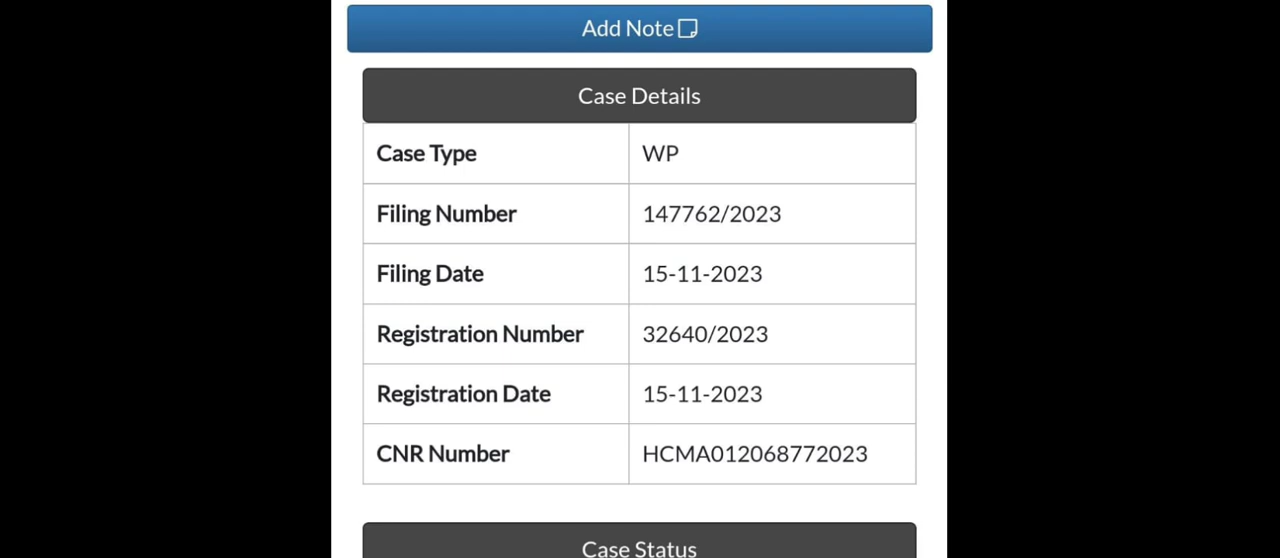 Add Note
Case Details
Case Type WP
Filing Number 147762/2023
Filing Date 15-11-2023
Registration Number 32640/2023
Registration Date 15-11-2023
CNR Number HCMA012068772023
Case Status